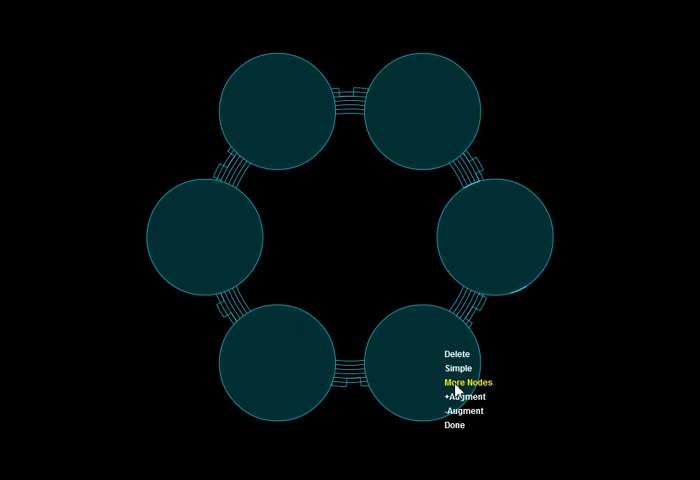 Delete
Simple
More Nodes
+Augment
-Augment
Done